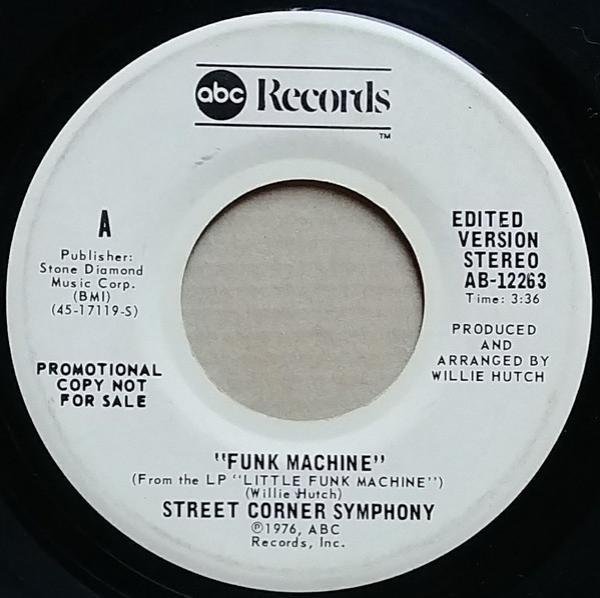 abc Records
TM
A
Publisher:
Stone Diamond
Music Corp.
(BMI)
(45-17119-S)
PROMOTIONAL
COPY NOT
FOR SALE
EDITED
VERSION
STEREO
AB-12263
Time: 3:36
PRODUCED
AND
ARRANGED BY
WILLIE HUTCH
"FUNK MACHINE"
(From the LP "LITTLE FUNK MACHINE")
(Willie Hutch)
STREET CORNER SYMPHONY
℗1976, ABC
Records, Inc.